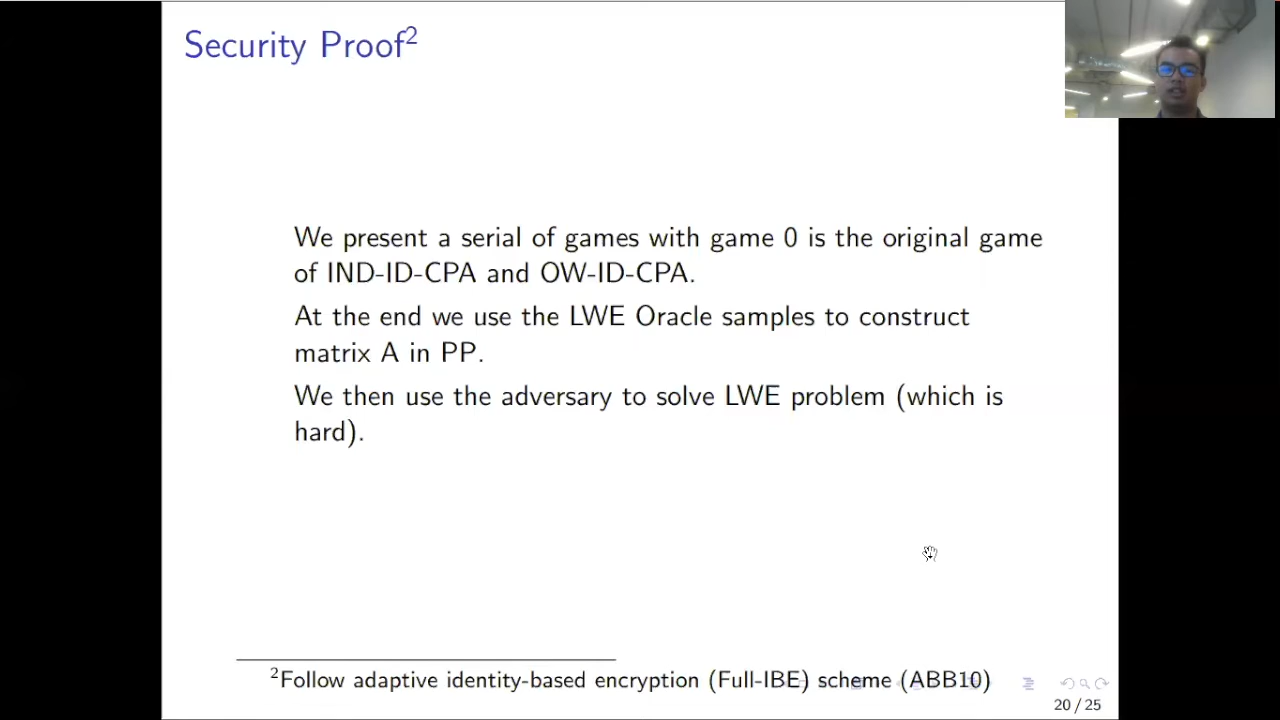 Security Proof²
We present a serial of games with game 0 is the original game
of IND-ID-CPA and OW-ID-CPA.
At the end we use the LWE Oracle samples to construct
matrix A in PP.
We then use the adversary to solve LWE problem (which is
hard).
²Follow adaptive identity-based encryption (Full-IBE) scheme (ABB10)
20 / 25